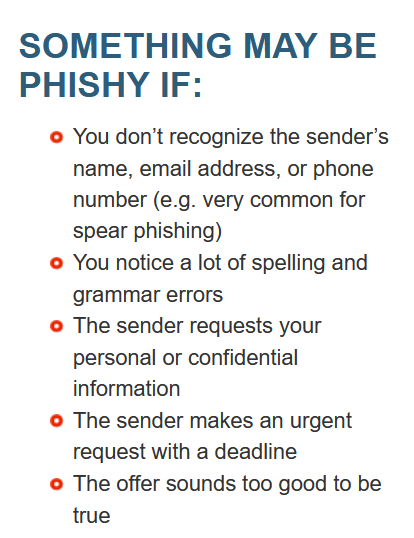 SOMETHING MAY BE
PHISHY IF:
You don’t recognize the sender’s
name, email address, or phone
number (e.g. very common for
spear phishing)
You notice a lot of spelling and
grammar errors
The sender requests your
personal or confidential
information
The sender makes an urgent
request with a deadline
The offer sounds too good to be
true